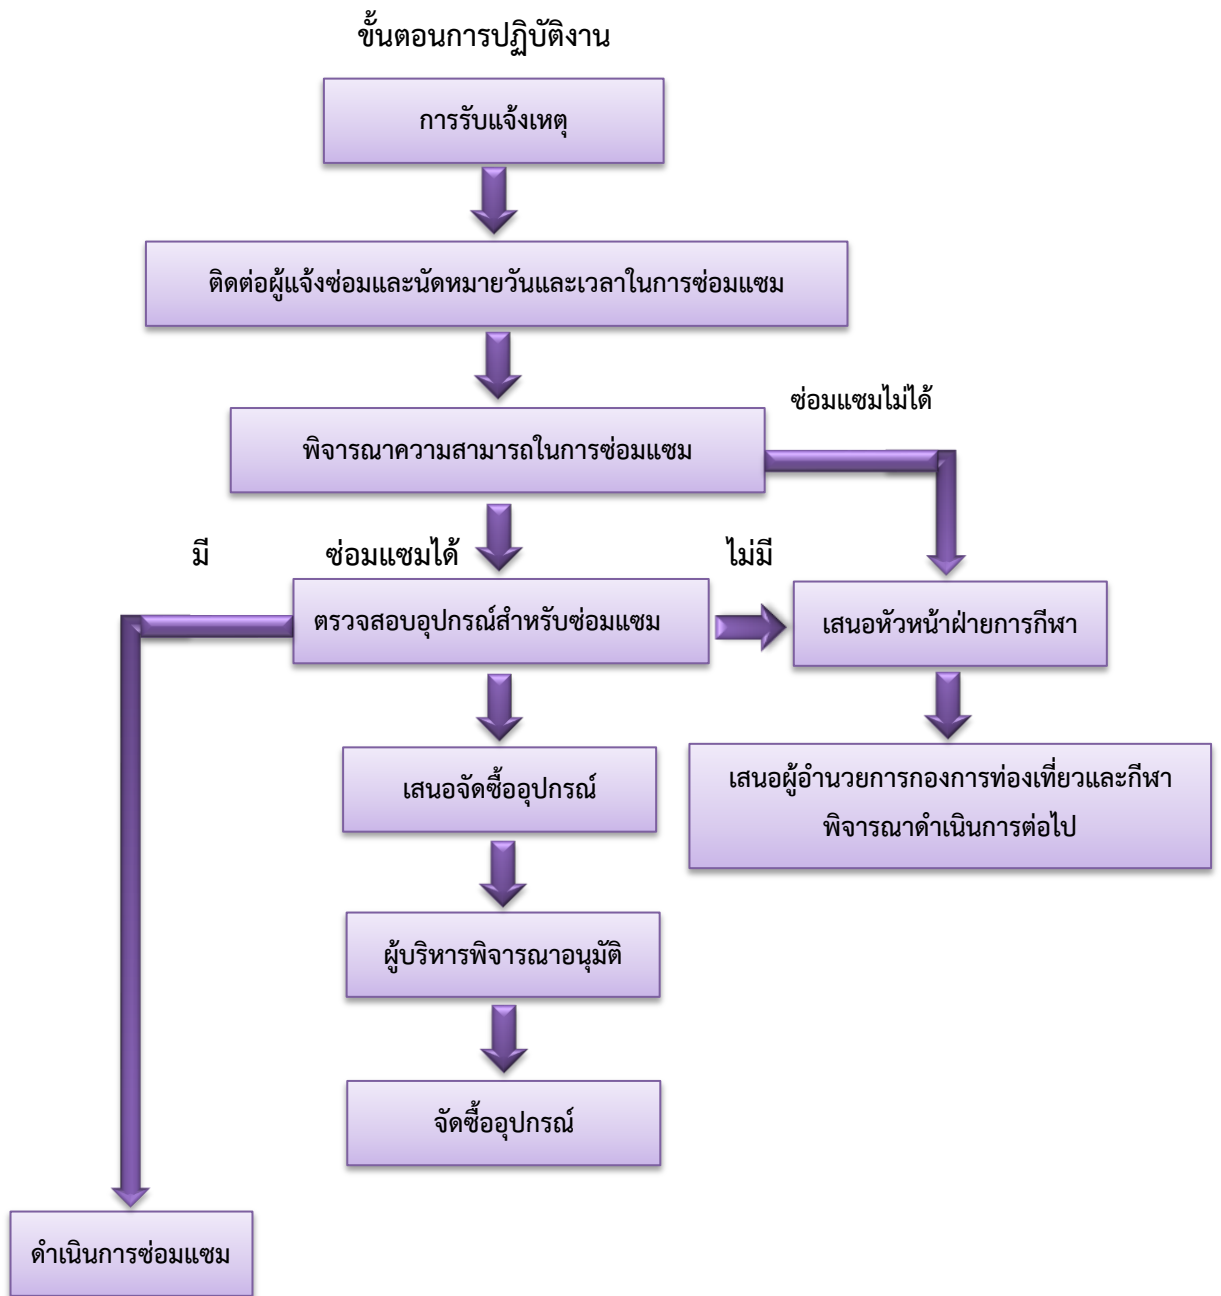 ขั้นตอนการปฏิบัติงาน
การรับแจ้งเหตุ
ติดต่อผู้แจ้งซ่อมและนัดหมายวันและเวลาในการซ่อมแซม
ซ่อมแซมไม่ได้
พิจารณาความสามารถในการซ่อมแซม
มี
ซ่อมแซมได้
ไม่มี
ตรวจสอบอุปกรณ์สำหรับซ่อมแซม
เสนอหัวหน้าฝ่ายการกีฬา
เสนอจัดซื้ออุปกรณ์
เสนอผู้อำนวยการกองการท่องเที่ยวและกีฬา
พิจารณาดำเนินการต่อไป
ผู้บริหารพิจารณาอนุมัติ
จัดซื้ออุปกรณ์
ดำเนินการซ่อมแซม